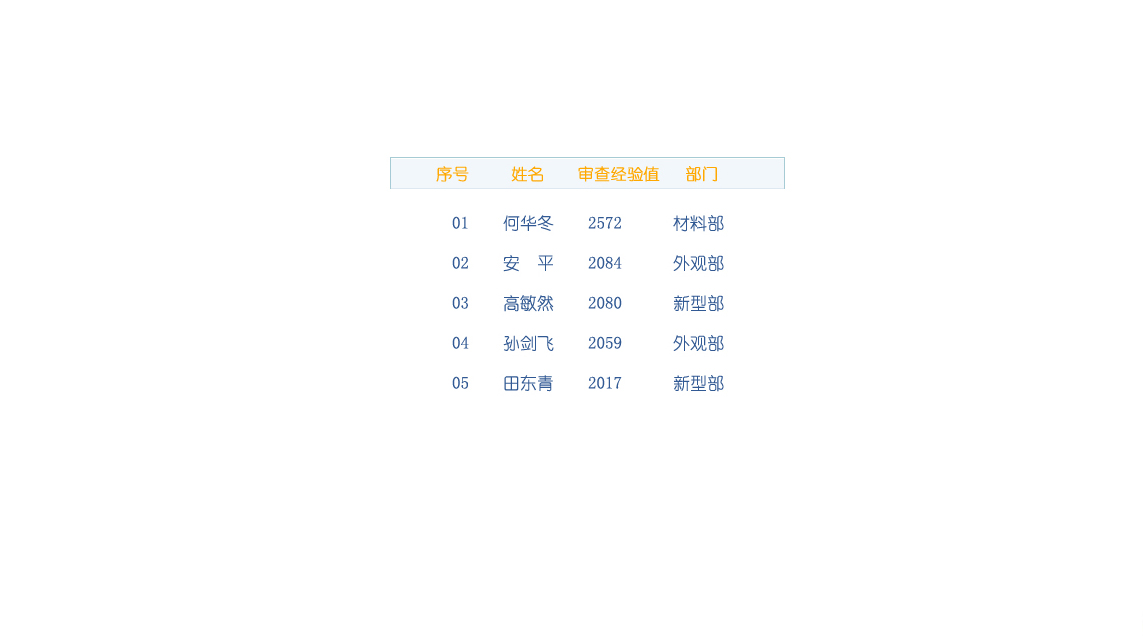 序号 姓名 审查经验值 部门
01 何华冬 2572 材料部
02 安　平 2084 外观部
03 高敏然 2080 新型部
04 孙剑飞 2059 外观部
05 田东青 2017 新型部